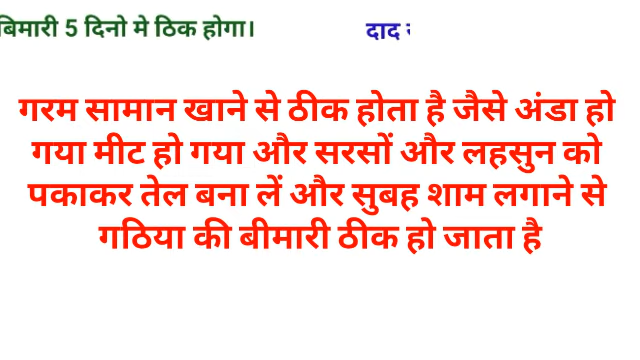 बिमारी 5 दिनो मे ठिक होगा। दाद
गरम सामान खाने से ठीक होता है जैसे अंडा हो
गया मीट हो गया और सरसों और लहसुन को
पकाकर तेल बना लें और सुबह शाम लगाने से
गठिया की बीमारी ठीक हो जाता है